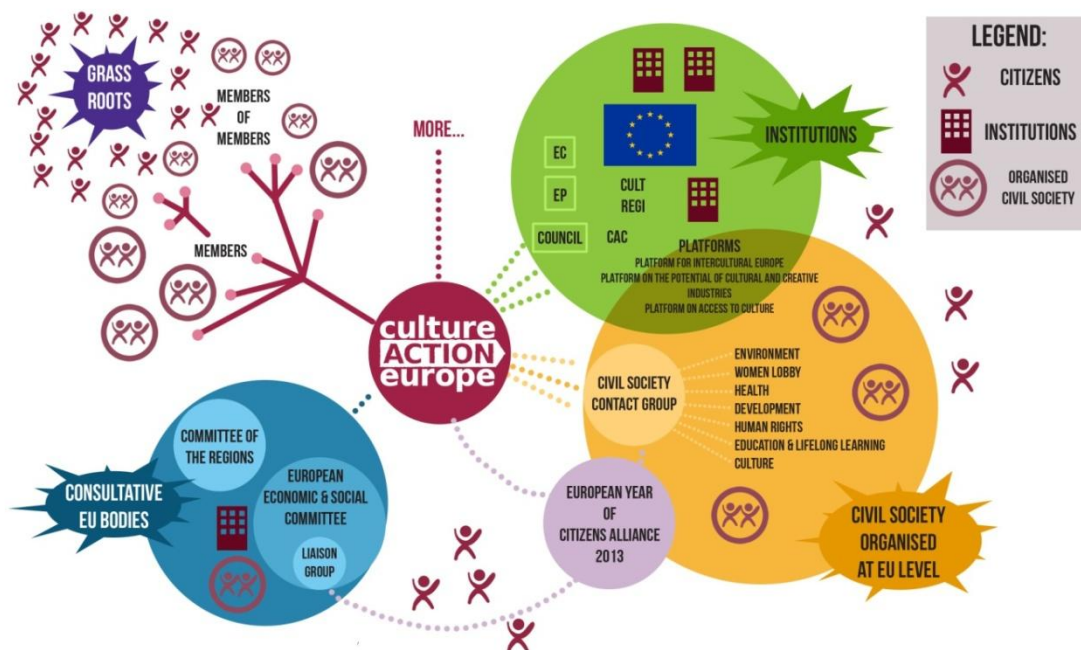 GRASS
ROOTS
MEMBERS
OF
MEMBERS
MEMBERS
MORE...
culture
ACTION
europe
INSTITUTIONS
EC
EP
COUNCIL
CULT
REGI
CAC
PLATFORMS
PLATFORM FOR INTERCULTURAL EUROPE
PLATFORM ON THE POTENTIAL OF CULTURAL AND CREATIVE
INDUSTRIES
PLATFORM ON ACCESS TO CULTURE
LEGEND:
CITIZENS
INSTITUTIONS
ORGANISED
CIVIL SOCIETY
CIVIL SOCIETY
CONTACT GROUP
ENVIRONMENT
WOMEN LOBBY
HEALTH
DEVELOPMENT
HUMAN RIGHTS
EDUCATION & LIFELONG LEARNING
CULTURE
CIVIL SOCIETY
ORGANISED
AT EU LEVEL
EUROPEAN YEAR
OF
CITIZENS ALLIANCE
2013
CONSULTATIVE
EU BODIES
COMMITTEE OF
THE REGIONS
EUROPEAN
ECONOMIC & SOCIAL
COMMITTEE
LIAISON
GROUP